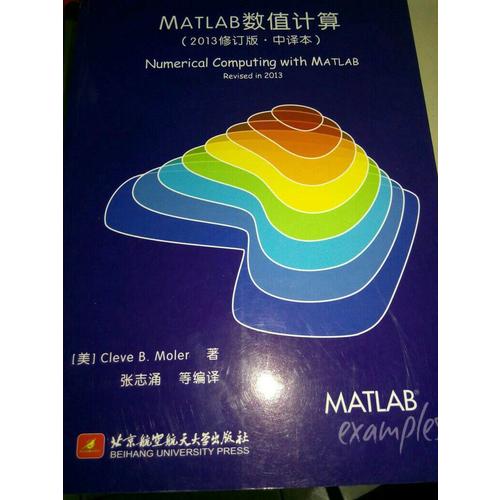 MATLAB数值计算
(2013修订版·中译本)
Numerical Computing with MATLAB
Revised in 2013
[美] Cleve B. Moler 著
张志涌 等编译
MATLAB®
examples
北京航空航天大学出版社
BEIHANG UNIVERSITY PRESS